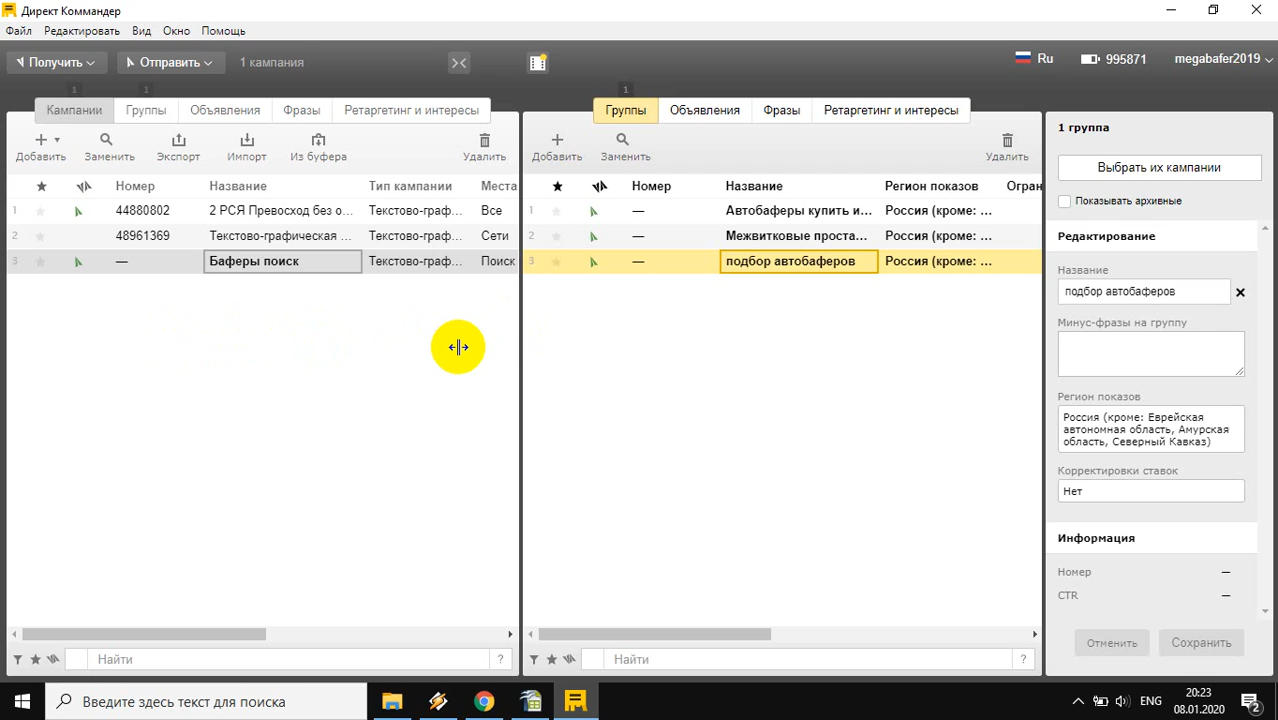 Директ Коммандер
Файл Редактировать Вид Окно Помощь
Получить Отправить 1 кампания Ru 995871 megabafer2019
1 1 1
Кампании Группы Объявления Фразы Ретаргетинг и интересы
Группы Объявления Фразы Ретаргетинг и интересы
Добавить Заменить Экспорт Импорт Из буфера Удалить
Добавить Заменить Удалить
Номер Название Тип кампании Места
1 44880802 2 РСЯ Превосход без о... Текстово-граф... Все
2 48961369 Текстово-графическая ... Текстово-граф... Сети
3 — Баферы поиск Текстово-граф... Поиск
Номер Название Регион показов Огран
1 — Автобаферы купить и... Россия (кроме: ...
2 — Межвитковые проста... Россия (кроме: ...
3 — подбор автобаферов Россия (кроме: ...
1 группа
Выбрать их кампании
Показывать архивные
Редактирование
Название
подбор автобаферов
Минус-фразы на группу
Регион показов
Россия (кроме: Еврейская
автономная область, Амурская
область, Северный Кавказ)
Корректировки ставок
Нет
Информация
Номер —
CTR —
Отменить Сохранить
Найти ?
Найти ?
Введите здесь текст для поиска
ENG
20:23
08.01.2020
2